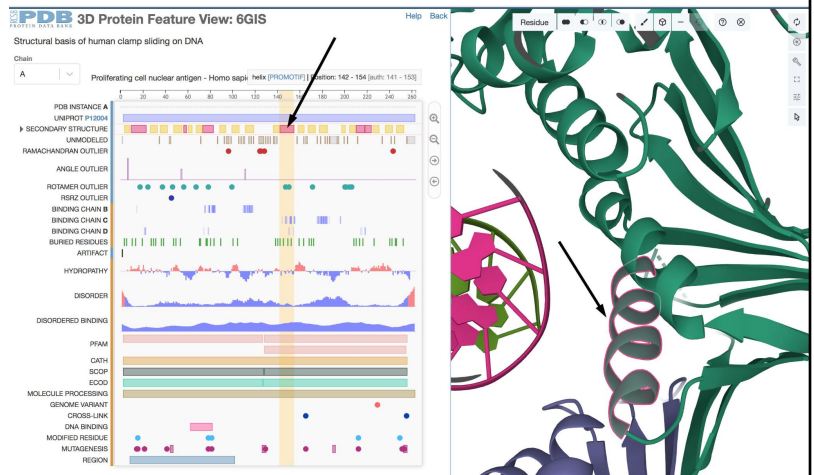 RCSB PDB PROTEIN DATA BANK 3D Protein Feature View: 6GIS
Help Back
Structural basis of human clamp sliding on DNA
Chain
A
Proliferating cell nuclear antigen - Homo sapi
helix [PROMOTIF] | Position: 142 - 154 [auth: 141 - 153]
0 20 40 60 80 100 120 140 160 180 200 220 240 260
PDB INSTANCE A
UNIPROT P12004
SECONDARY STRUCTURE
UNMODELED
RAMACHANDRAN OUTLIER
ANGLE OUTLIER
ROTAMER OUTLIER
RSRZ OUTLIER
BINDING CHAIN B
BINDING CHAIN C
BINDING CHAIN D
BURIED RESIDUES
ARTIFACT
HYDROPATHY
DISORDER
DISORDERED BINDING
PFAM
CATH
SCOP
ECOD
MOLECULE PROCESSING
GENOME VARIANT
CROSS-LINK
DNA BINDING
MODIFIED RESIDUE
MUTAGENESIS
REGION
Residue